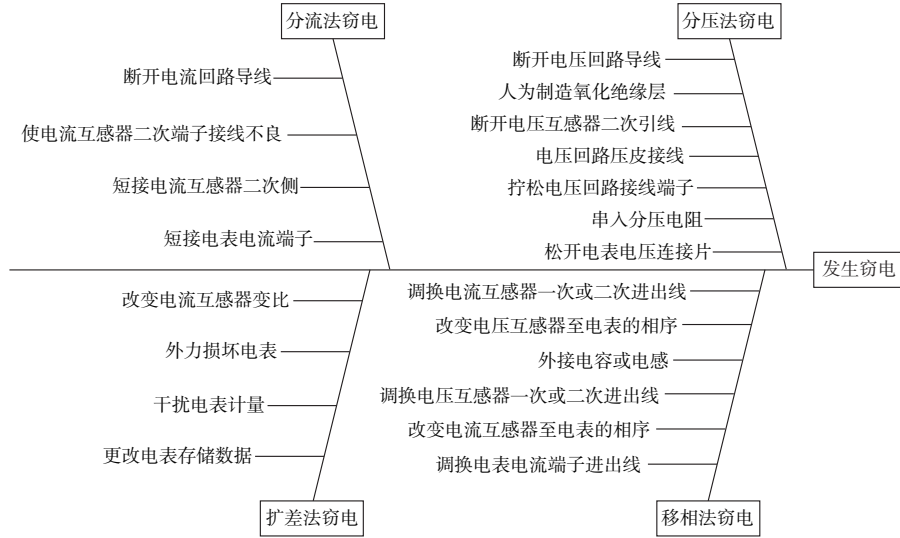 分流法窃电
断开电流回路导线
使电流互感器二次端子接线不良
短接电流互感器二次侧
短接电表电流端子
分压法窃电
断开电压回路导线
人为制造氧化绝缘层
断开电压互感器二次引线
电压回路压皮接线
拧松电压回路接线端子
串入分压电阻
松开电表电压连接片
发生窃电
改变电流互感器变比
外力损坏电表
干扰电表计量
更改电表存储数据
扩差法窃电
调换电流互感器一次或二次进出线
改变电压互感器至电表的相序
外接电容或电感
调换电压互感器一次或二次进出线
改变电流互感器至电表的相序
调换电表电流端子进出线
移相法窃电